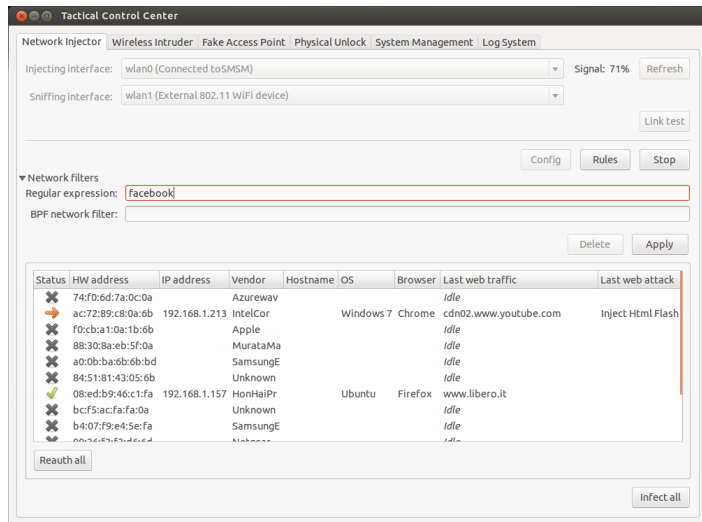 Tactical Control Center
Network Injector Wireless Intruder Fake Access Point Physical Unlock System Management Log System
Injecting interface: wlan0 (Connected toSMSM) Signal: 71% Refresh
Sniffing interface: wlan1 (External 802.11 WiFi device)
Link test
Config Rules Stop
Network filters
Regular expression: facebook
BPF network filter:
Delete Apply
Status HW address IP address Vendor Hostname OS Browser Last web traffic Last web attack
74:f0:6d:7a:0c:0a Azurewav Idle
ac:72:89:c8:0a:6b 192.168.1.213 IntelCor Windows 7 Chrome cdn02.www.youtube.com Inject Html Flash
f0:cb:a1:0a:1b:6b Apple Idle
88:30:8a:eb:5f:0a MurataMa Idle
a0:0b:ba:6b:6b:bd SamsungE Idle
84:51:81:43:05:6b Unknown Idle
08:ed:b9:46:c1:fa 192.168.1.157 HonHaiPr Ubuntu Firefox www.libero.it
bc:f5:ac:fa:fa:0a Unknown Idle
b4:07:f9:e4:5e:fa SamsungE Idle
Netgear Idle
Reauth all
Infect all